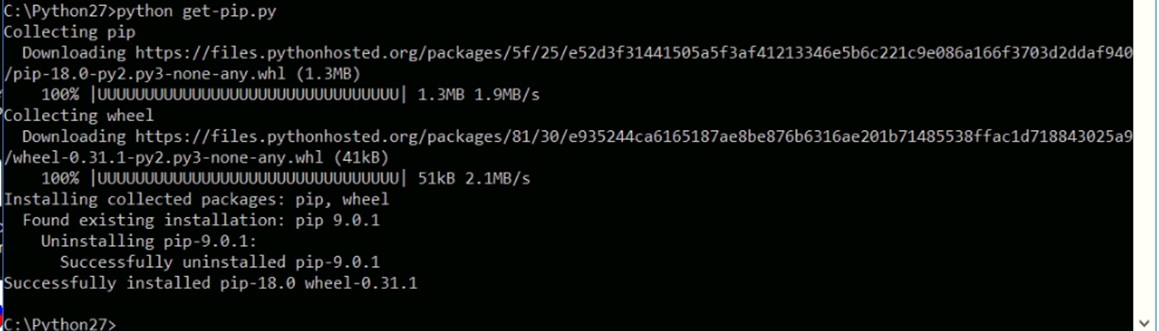 C:\Python27>python get-pip.py
Collecting pip
  Downloading https://files.pythonhosted.org/packages/5f/25/e52d3f31441505a5f3af41213346e5b6c221c9e086a166f3703d2ddaf940
/pip-18.0-py2.py3-none-any.whl (1.3MB)
    100% |UUUUUUUUUUUUUUUUUUUUUUUUUUUUUUUU| 1.3MB 1.9MB/s
Collecting wheel
  Downloading https://files.pythonhosted.org/packages/81/30/e935244ca6165187ae8be876b6316ae201b71485538ffac1d718843025a9
/wheel-0.31.1-py2.py3-none-any.whl (41kB)
    100% |UUUUUUUUUUUUUUUUUUUUUUUUUUUUUUUU| 51kB 2.1MB/s
Installing collected packages: pip, wheel
  Found existing installation: pip 9.0.1
    Uninstalling pip-9.0.1:
      Successfully uninstalled pip-9.0.1
Successfully installed pip-18.0 wheel-0.31.1
C:\Python27>